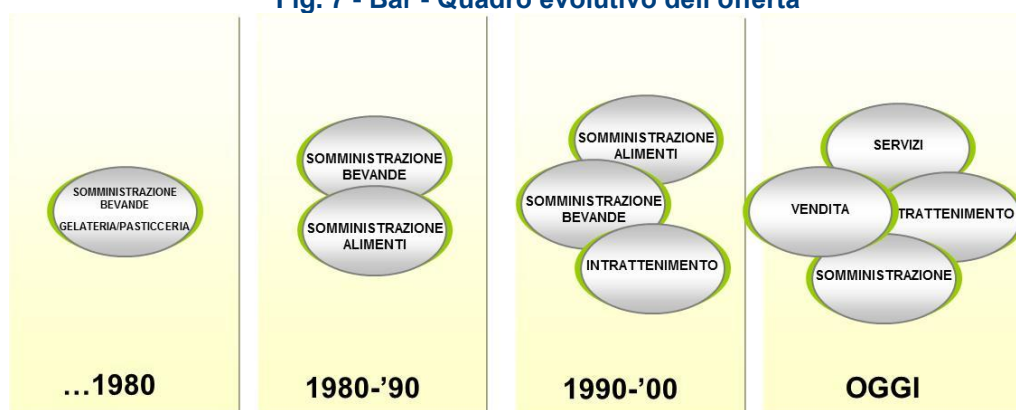 Fig. 7 - Bar - Quadro evolutivo dell'offerta
SOMMINISTRAZIONE
BEVANDE
GELATERIA/PASTICCERIA
…1980
SOMMINISTRAZIONE
BEVANDE
SOMMINISTRAZIONE
ALIMENTI
1980-'90
SOMMINISTRAZIONE
ALIMENTI
SOMMINISTRAZIONE
BEVANDE
INTRATTENIMENTO
1990-'00
SERVIZI
VENDITA
TRATTENIMENTO
SOMMINISTRAZIONE
OGGI